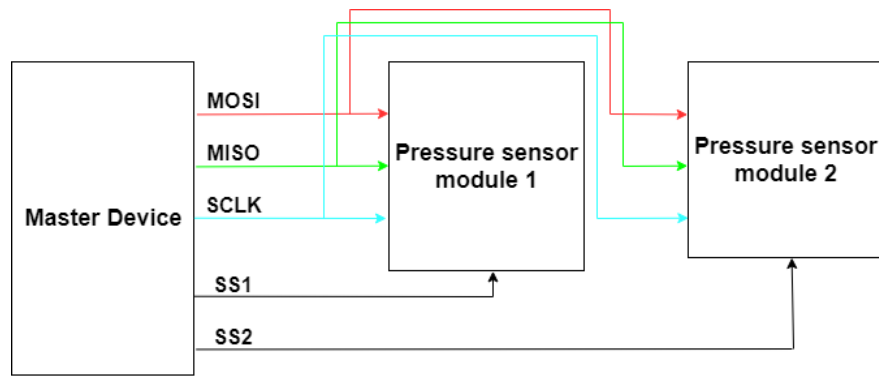 MOSI
MISO
SCLK
SS1
SS2
Master Device
Pressure sensor
module 1
Pressure sensor
module 2